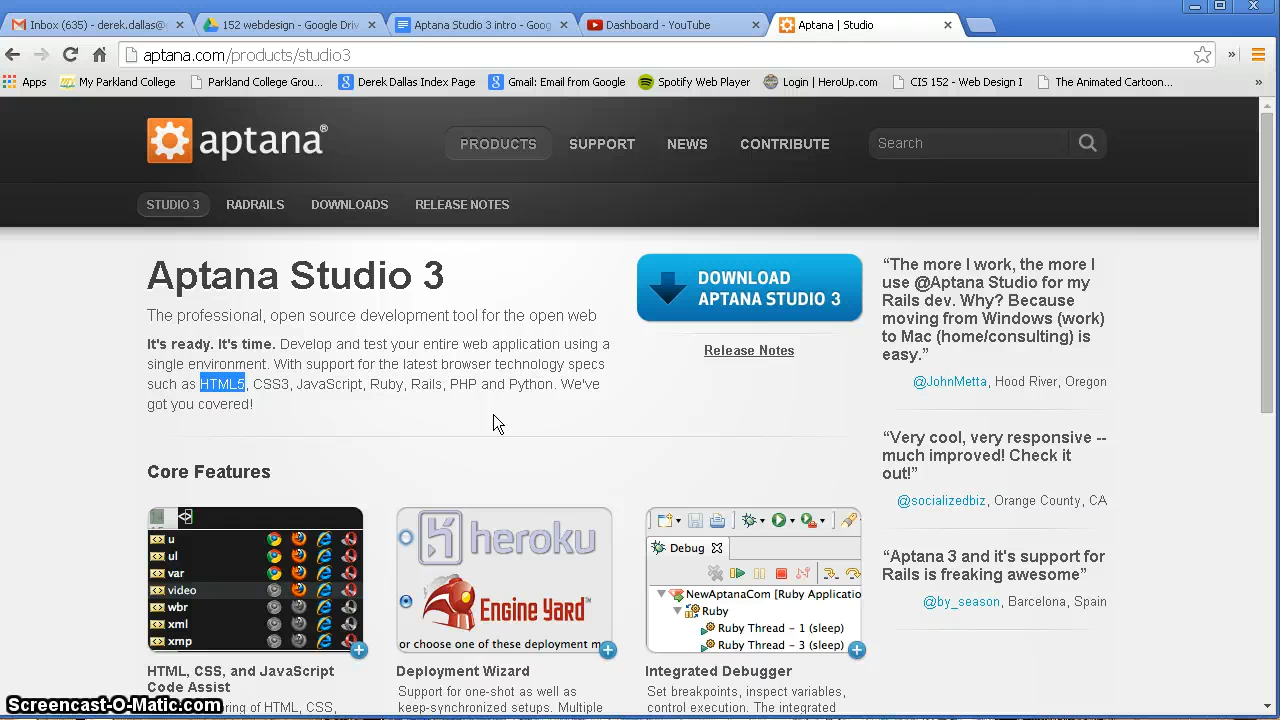 Inbox (635) - derek.dallas@
152 webdesign - Google Driv
Aptana Studio 3 intro - Goog
Dashboard - YouTube
Aptana | Studio
aptana.com/products/studio3
Apps
My Parkland College
Parkland College Grou...
Derek Dallas Index Page
Gmail: Email from Google
Spotify Web Player
Login | HeroUp.com
CIS 152 - Web Design I
The Animated Cartoon...
aptana®
PRODUCTS
SUPPORT
NEWS
CONTRIBUTE
Search
STUDIO 3
RADRAILS
DOWNLOADS
RELEASE NOTES
Aptana Studio 3
The professional, open source development tool for the open web
It's ready. It's time. Develop and test your entire web application using a
single environment. With support for the latest browser technology specs
such as HTML5, CSS3, JavaScript, Ruby, Rails, PHP and Python. We've
got you covered!
DOWNLOAD
APTANA STUDIO 3
Release Notes
“The more I work, the more I
use @Aptana Studio for my
Rails dev. Why? Because
moving from Windows (work)
to Mac (home/consulting) is
easy.”
@JohnMetta, Hood River, Oregon
“Very cool, very responsive --
much improved! Check it
out!”
@socializedbiz, Orange County, CA
“Aptana 3 and it's support for
Rails is freaking awesome”
@by_season, Barcelona, Spain
Core Features
u
ul
var
video
wbr
xml
xmp
HTML, CSS, and JavaScript
Code Assist
ring of HTML, CSS,
heroku
Engine Yard™
or choose one of these deployment m
Deployment Wizard
Support for one-shot as well as
keep-synchronized setups. Multiple
Debug
NewAptanaCom [Ruby Applicatio
Ruby
Ruby Thread - 1 (sleep)
Ruby Thread - 3 (sleep)
Integrated Debugger
Set breakpoints, inspect variables,
control execution. The integrated
Screencast-O-Matic.com